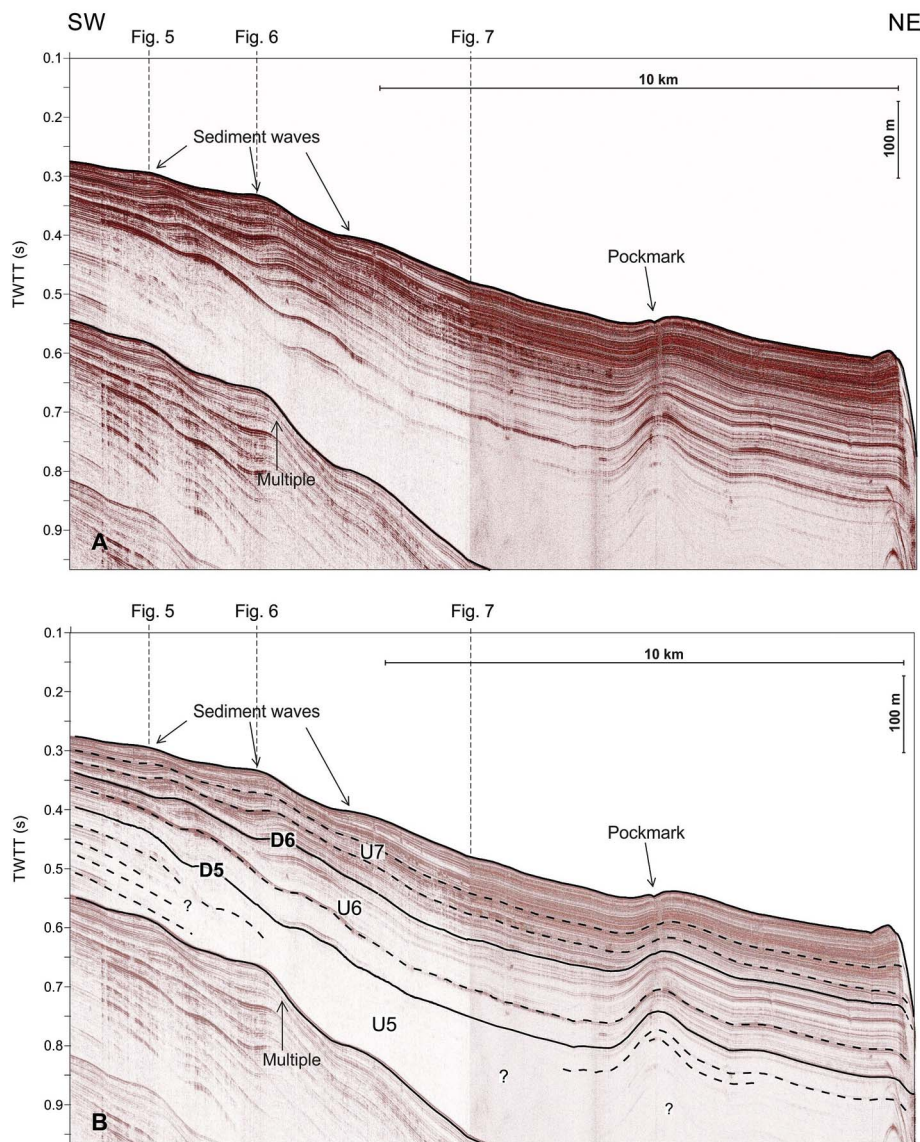 SW NE
Fig. 5 Fig. 6 Fig. 7
0.1
10 km
0.2
100 m
Sediment waves
0.3
0.4
Pockmark
TWTT (s)
0.5
0.6
0.7
Multiple
0.8
0.9
A
Fig. 5 Fig. 6 Fig. 7
0.1
10 km
0.2
100 m
Sediment waves
0.3
0.4
Pockmark
D6
U7
TWTT (s)
0.5
D5
?
U6
0.6
0.7
U5
Multiple
0.8
?
?
0.9
B